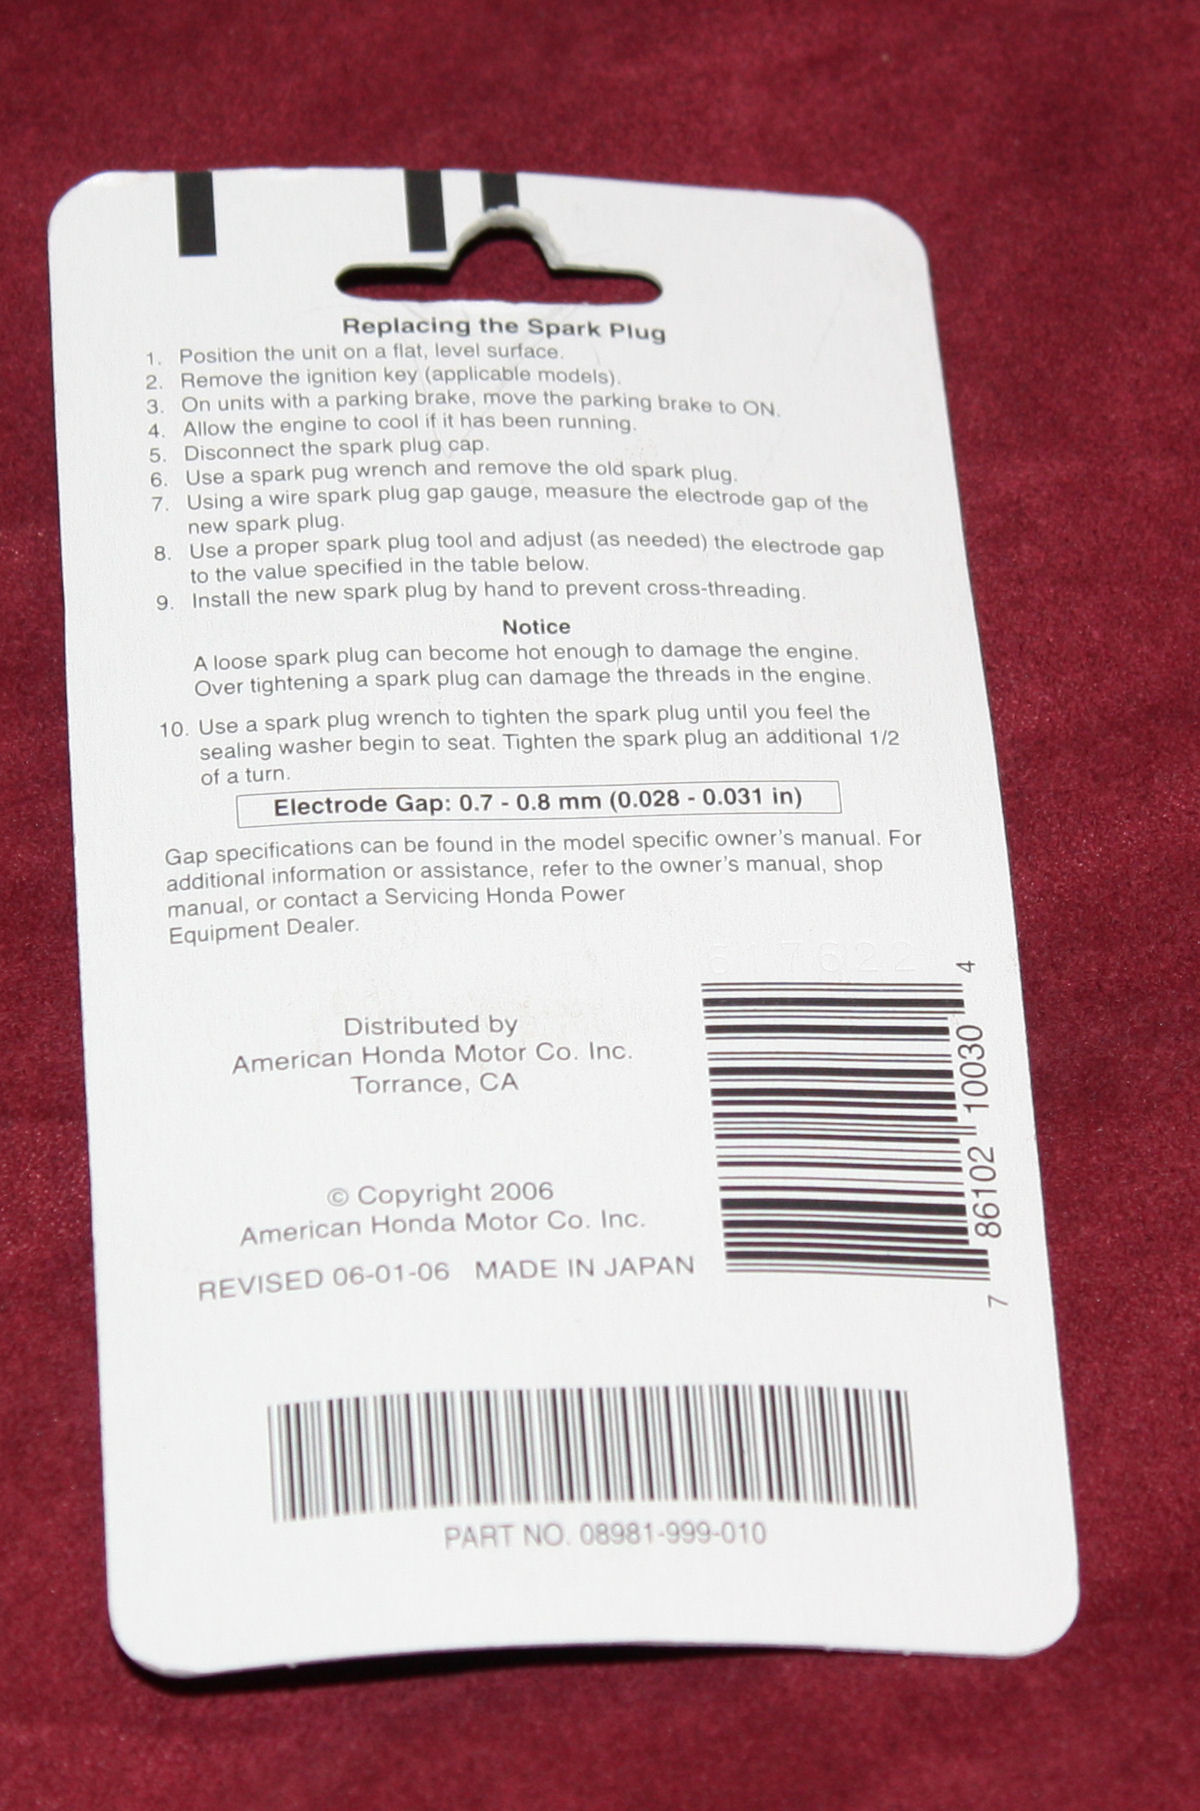 Replacing the Spark Plug
1. Position the unit on a flat, level surface.
2. Remove the ignition key (applicable models).
3. On units with a parking brake, move the parking brake to ON.
4. Allow the engine to cool if it has been running.
5. Disconnect the spark plug cap.
6. Use a spark pug wrench and remove the old spark plug.
7. Using a wire spark plug gap gauge, measure the electrode gap of the
new spark plug.
8. Use a proper spark plug tool and adjust (as needed) the electrode gap
to the value specified in the table below.
9. Install the new spark plug by hand to prevent cross-threading.
Notice
A loose spark plug can become hot enough to damage the engine.
Over tightening a spark plug can damage the threads in the engine.
10. Use a spark plug wrench to tighten the spark plug until you feel the
sealing washer begin to seat. Tighten the spark plug an additional 1/2
of a turn.
Electrode Gap: 0.7 - 0.8 mm (0.028 - 0.031 in)
Gap specifications can be found in the model specific owner's manual. For
additional information or assistance, refer to the owner's manual, shop
manual, or contact a Servicing Honda Power
Equipment Dealer.
Distributed by
American Honda Motor Co. Inc.
Torrance, CA
© Copyright 2006
American Honda Motor Co. Inc.
REVISED 06-01-06 MADE IN JAPAN
7 86102 10030 4
PART NO. 08981-999-010